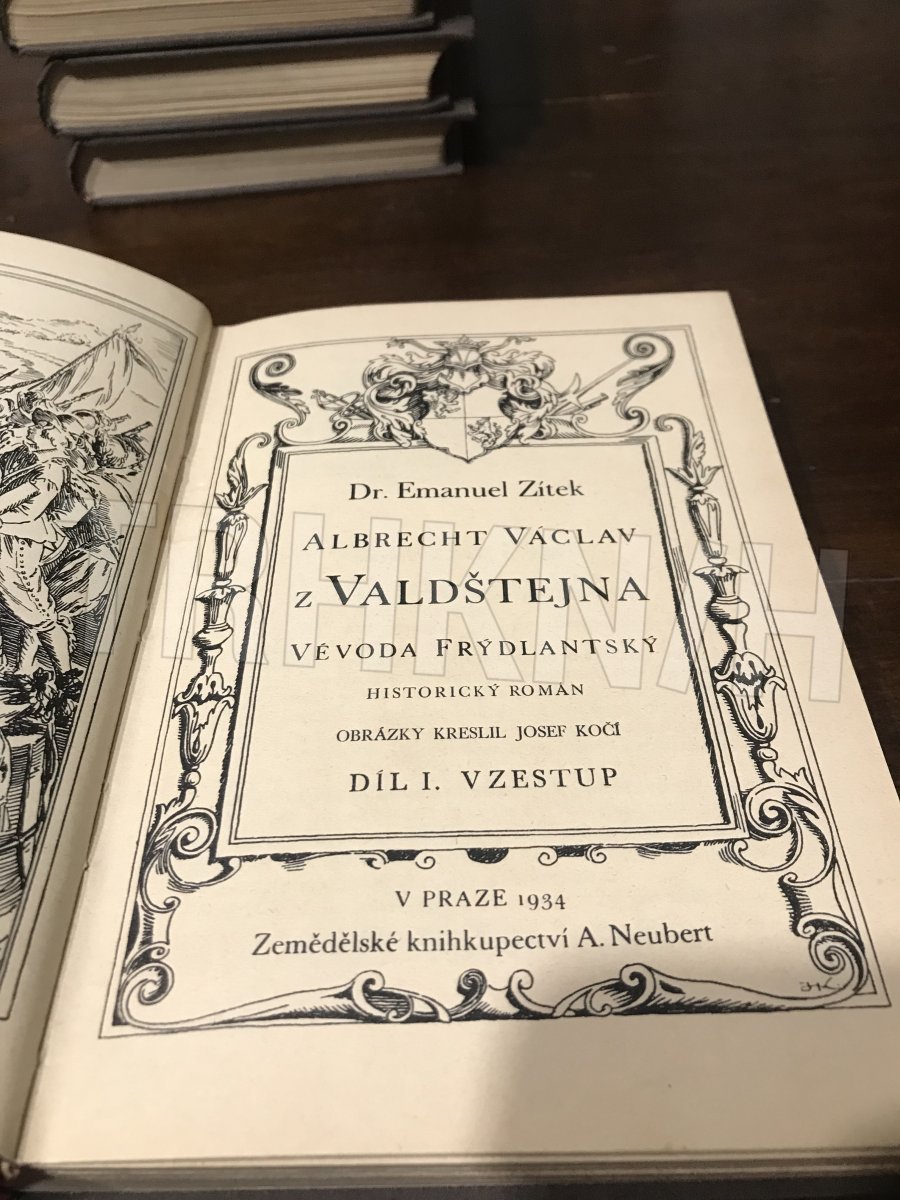 Dr. Emanuel Zítek
ALBRECHT VÁCLAV
Z VALDŠTEJNA
VÉVODA FRÝDLANTSKÝ
HISTORICKÝ ROMÁN
OBRÁZKY KRESLIL JOSEF KOČÍ
DÍL I. VZESTUP
V PRAZE 1934
Zemědělské knihkupectví A. Neubert
TRHKNIH